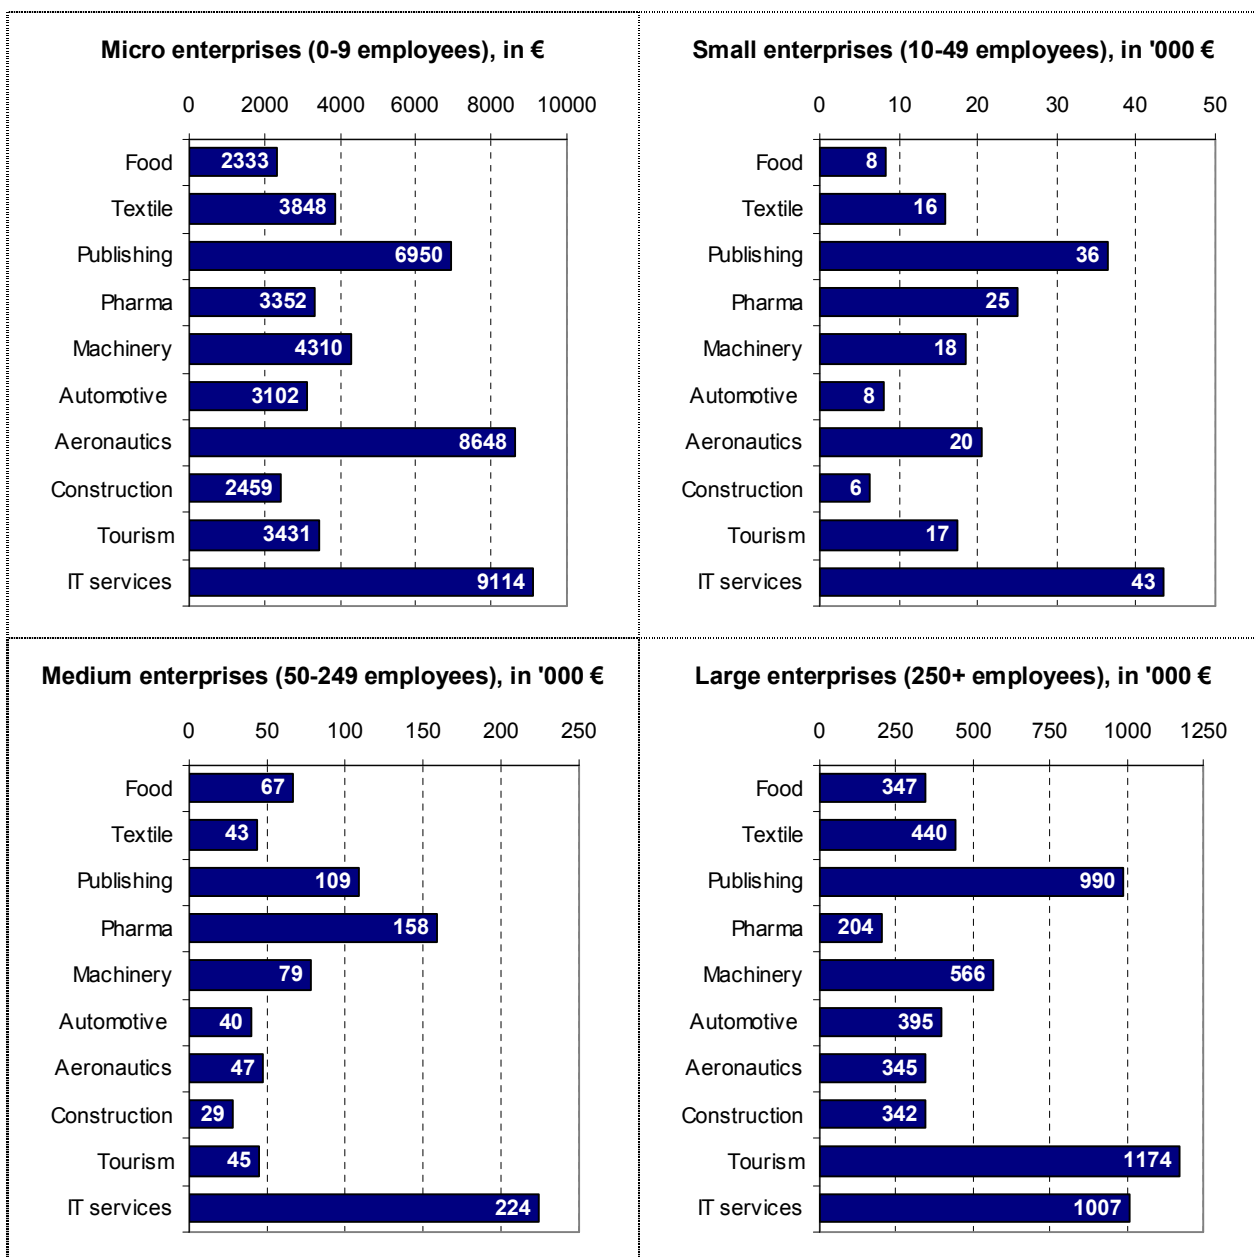 Micro enterprises (0-9 employees), in €
0 2000 4000 6000 8000 10000
Food 2333
Textile 3848
Publishing 6950
Pharma 3352
Machinery 4310
Automotive 3102
Aeronautics 8648
Construction 2459
Tourism 3431
IT services 9114
Small enterprises (10-49 employees), in '000 €
0 10 20 30 40 50
Food 8
Textile 16
Publishing 36
Pharma 25
Machinery 18
Automotive 8
Aeronautics 20
Construction 6
Tourism 17
IT services 43
Medium enterprises (50-249 employees), in '000 €
0 50 100 150 200 250
Food 67
Textile 43
Publishing 109
Pharma 158
Machinery 79
Automotive 40
Aeronautics 47
Construction 29
Tourism 45
IT services 224
Large enterprises (250+ employees), in '000 €
0 250 500 750 1000 1250
Food 347
Textile 440
Publishing 990
Pharma 204
Machinery 566
Automotive 395
Aeronautics 345
Construction 342
Tourism 1174
IT services 1007